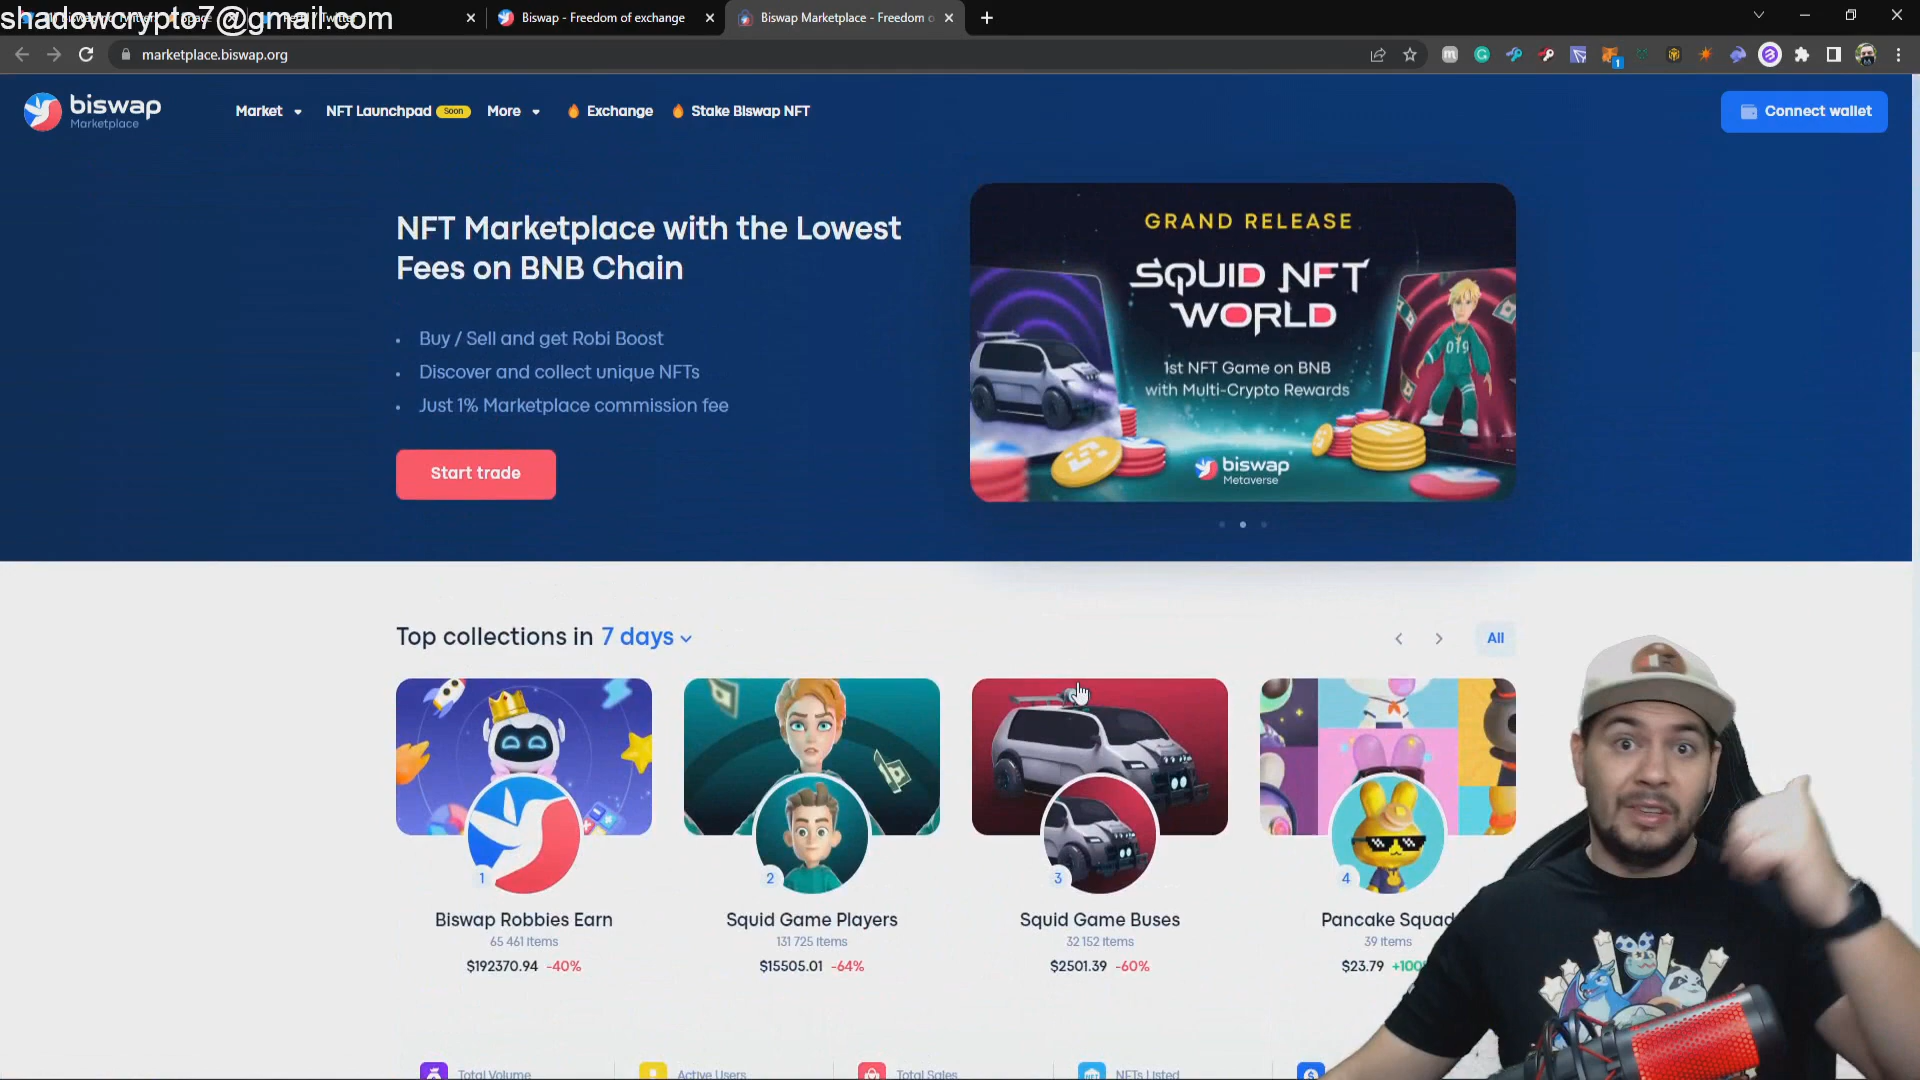 shadowcrypto7@gmail.com
Biswap - Freedom of exchange
Biswap Marketplace - Freedom o
marketplace.biswap.org
1
biswap
Marketplace
Market
NFT Launchpad
Soon
More
Exchange
Stake Biswap NFT
Connect wallet
NFT Marketplace with the Lowest
Fees on BNB Chain
Buy / Sell and get Robi Boost
Discover and collect unique NFTs
Just 1% Marketplace commission fee
Start trade
GRAND RELEASE
SQUID NFT
WORLD
1st NFT Game on BNB
with Multi-Crypto Rewards
019
biswap
Metaverse
Top collections in 7 days
All
1
2
3
4
Biswap Robbies Earn
65 461 Items
$192370.94 -40%
Squid Game Players
131 725 Items
$15505.01 -64%
Squid Game Buses
32 152 Items
$2501.39 -60%
Pancake Squad
39 Items
$23.79 +100
Total Volume
Active Users
Total Sales
NFTs Listed